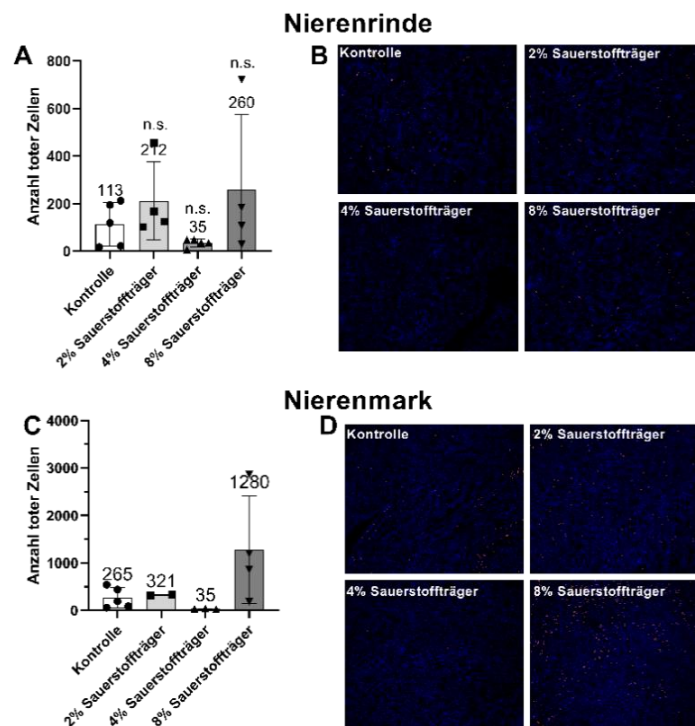 Nierenrinde
A
Anzahl toter Zellen
800
600
400
200
0
113
n.s.
212
n.s.
35
n.s.
260
Kontrolle
2% Sauerstoffträger
4% Sauerstoffträger
8% Sauerstoffträger
B
Kontrolle
2% Sauerstoffträger
4% Sauerstoffträger
8% Sauerstoffträger
Nierenmark
C
Anzahl toter Zellen
4000
3000
2000
1000
0
265
321
35
1280
Kontrolle
2% Sauerstoffträger
4% Sauerstoffträger
8% Sauerstoffträger
D
Kontrolle
2% Sauerstoffträger
4% Sauerstoffträger
8% Sauerstoffträger